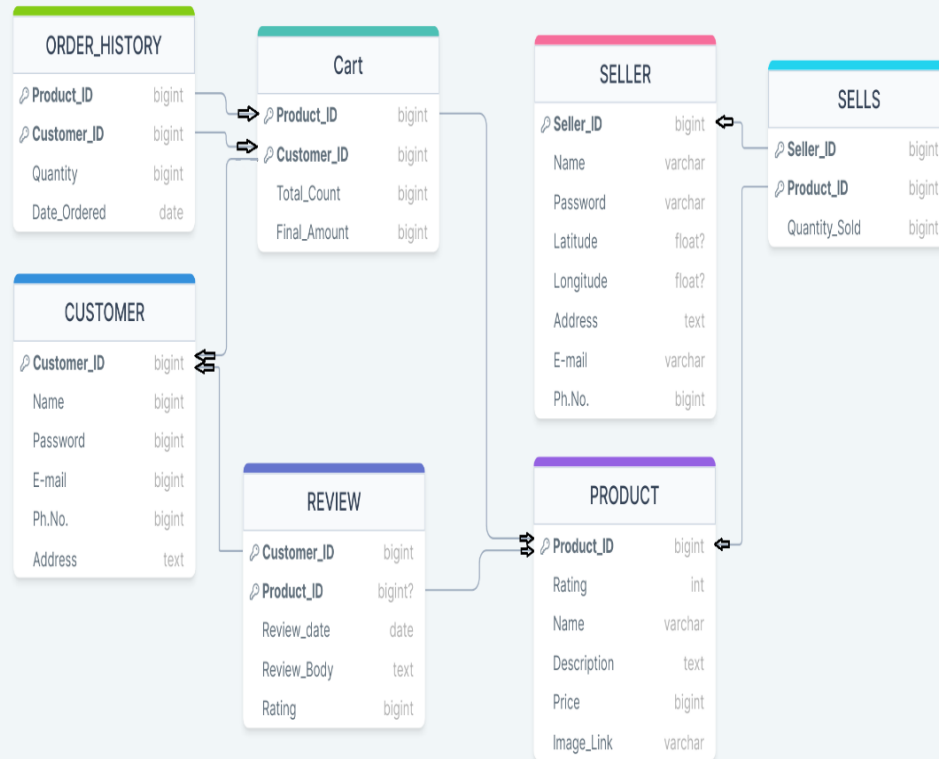 ORDER_HISTORY
Product_ID bigint
Customer_ID bigint
Quantity bigint
Date_Ordered date
Cart
Product_ID bigint
Customer_ID bigint
Total_Count bigint
Final_Amount bigint
SELLER
Seller_ID bigint
Name varchar
Password varchar
Latitude float?
Longitude float?
Address text
E-mail varchar
Ph.No. bigint
SELLS
Seller_ID bigint
Product_ID bigint
Quantity_Sold bigint
CUSTOMER
Customer_ID bigint
Name bigint
Password bigint
E-mail bigint
Ph.No. bigint
Address text
REVIEW
Customer_ID bigint
Product_ID bigint?
Review_date date
Review_Body text
Rating bigint
PRODUCT
Product_ID bigint
Rating int
Name varchar
Description text
Price bigint
Image_Link varchar